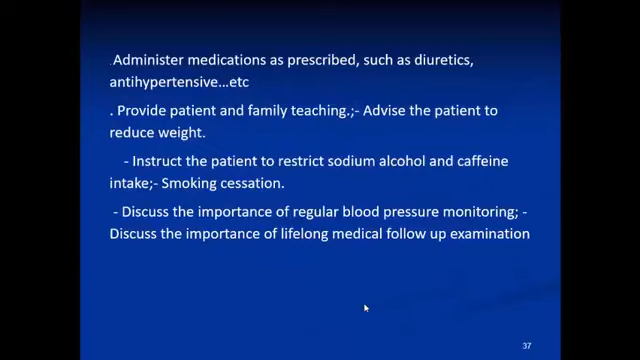 .Administer medications as prescribed, such as diuretics,
antihypertensive...etc
. Provide patient and family teaching.;- Advise the patient to
reduce weight.
- Instruct the patient to restrict sodium alcohol and caffeine
intake;- Smoking cessation.
- Discuss the importance of regular blood pressure monitoring; -
Discuss the importance of lifelong medical follow up examination
37